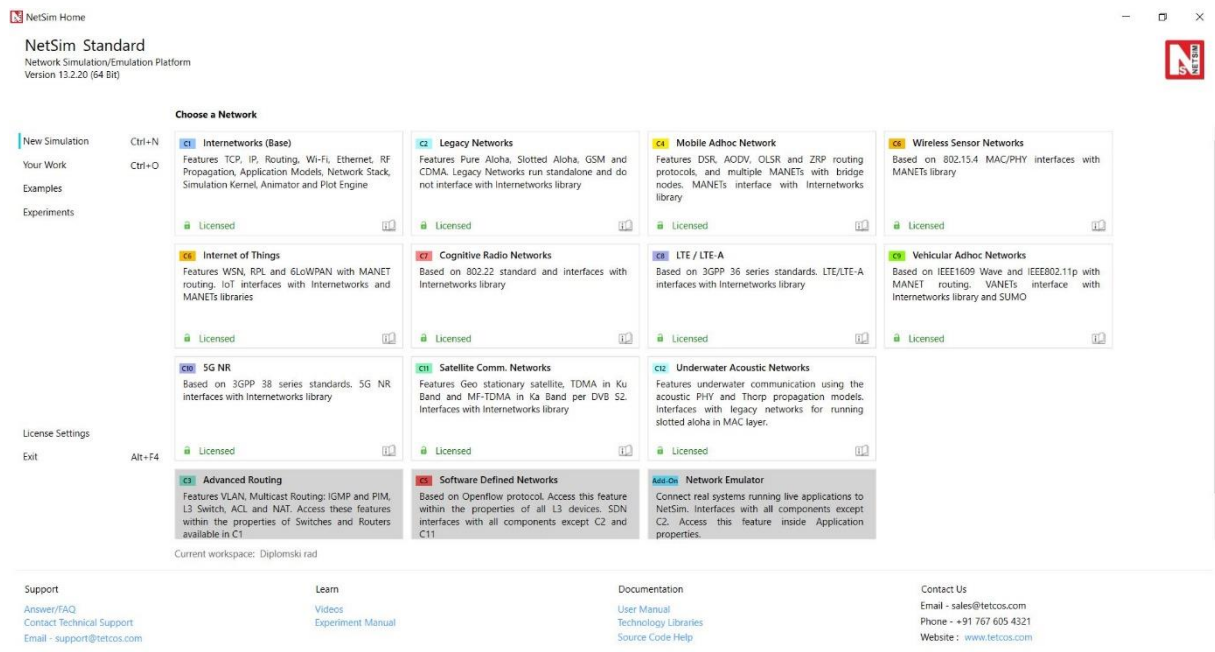 NetSim Home
NetSim Standard
Network Simulation/Emulation Platform
Version 13.2.20 (64 Bit)
NETSIM
Choose a Network
New Simulation Ctrl+N
Your Work Ctrl+O
Examples
Experiments
License Settings
Exit Alt+F4
C1 Internetworks (Base)
Features TCP, IP, Routing, Wi-Fi, Ethernet, RF
Propagation, Application Models, Network Stack,
Simulation Kernel, Animator and Plot Engine
Licensed
C2 Legacy Networks
Features Pure Aloha, Slotted Aloha, GSM and
CDMA. Legacy Networks run standalone and do
not interface with Internetworks library
Licensed
C4 Mobile Adhoc Network
Features DSR, AODV, OLSR and ZRP routing
protocols, and multiple MANETs with bridge
nodes. MANETs interface with Internetworks
library
Licensed
C6 Wireless Sensor Networks
Based on 802.15.4 MAC/PHY interfaces with
MANETs library
Licensed
C6 Internet of Things
Features WSN, RPL and 6LoWPAN with MANET
routing. IoT interfaces with Internetworks and
MANETs libraries
Licensed
C7 Cognitive Radio Networks
Based on 802.22 standard and interfaces with
Internetworks library
Licensed
C8 LTE / LTE-A
Based on 3GPP 36 series standards. LTE/LTE-A
interfaces with Internetworks library
Licensed
C9 Vehicular Adhoc Networks
Based on IEEE1609 Wave and IEEE802.11p with
MANET routing. VANETs interface with
Internetworks library and SUMO
Licensed
C10 5G NR
Based on 3GPP 38 series standards. 5G NR
interfaces with Internetworks library
Licensed
C11 Satellite Comm. Networks
Features Geo stationary satellite, TDMA in Ku
Band and MF-TDMA in Ka Band per DVB S2.
Interfaces with Internetworks library
Licensed
C12 Underwater Acoustic Networks
Features underwater communication using the
acoustic PHY and Thorp propagation models.
Interfaces with legacy networks for running
slotted aloha in MAC layer.
Licensed
C3 Advanced Routing
Features VLAN, Multicast Routing: IGMP and PIM,
L3 Switch, ACL and NAT. Access these features
within the properties of Switches and Routers
available in C1
C5 Software Defined Networks
Based on Openflow protocol. Access this feature
within the properties of all L3 devices. SDN
interfaces with all components except C2 and
C11
Add-On Network Emulator
Connect real systems running live applications to
NetSim. Interfaces with all components except
C2. Access this feature inside Application
properties.
Current workspace: Diplomski rad
Support
Answer/FAQ
Contact Technical Support
Email - support@tetcos.com
Learn
Videos
Experiment Manual
Documentation
User Manual
Technology Libraries
Source Code Help
Contact Us
Email - sales@tetcos.com
Phone - +91 767 605 4321
Website : www.tetcos.com